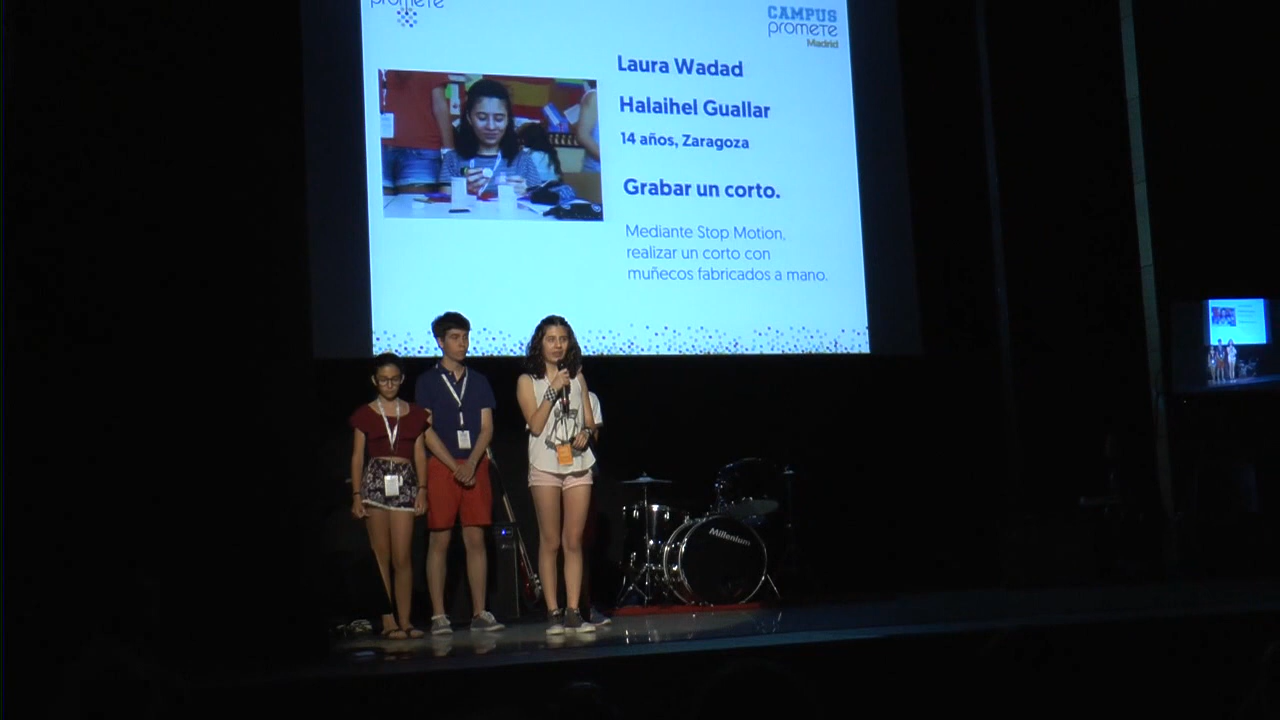 promete
CAMPUS
promete
Madrid
Laura Wadad
Halaihel Guallar
14 años, Zaragoza
Grabar un corto.
Mediante Stop Motion,
realizar un corto con
muñecos fabricados a mano.
Millenium